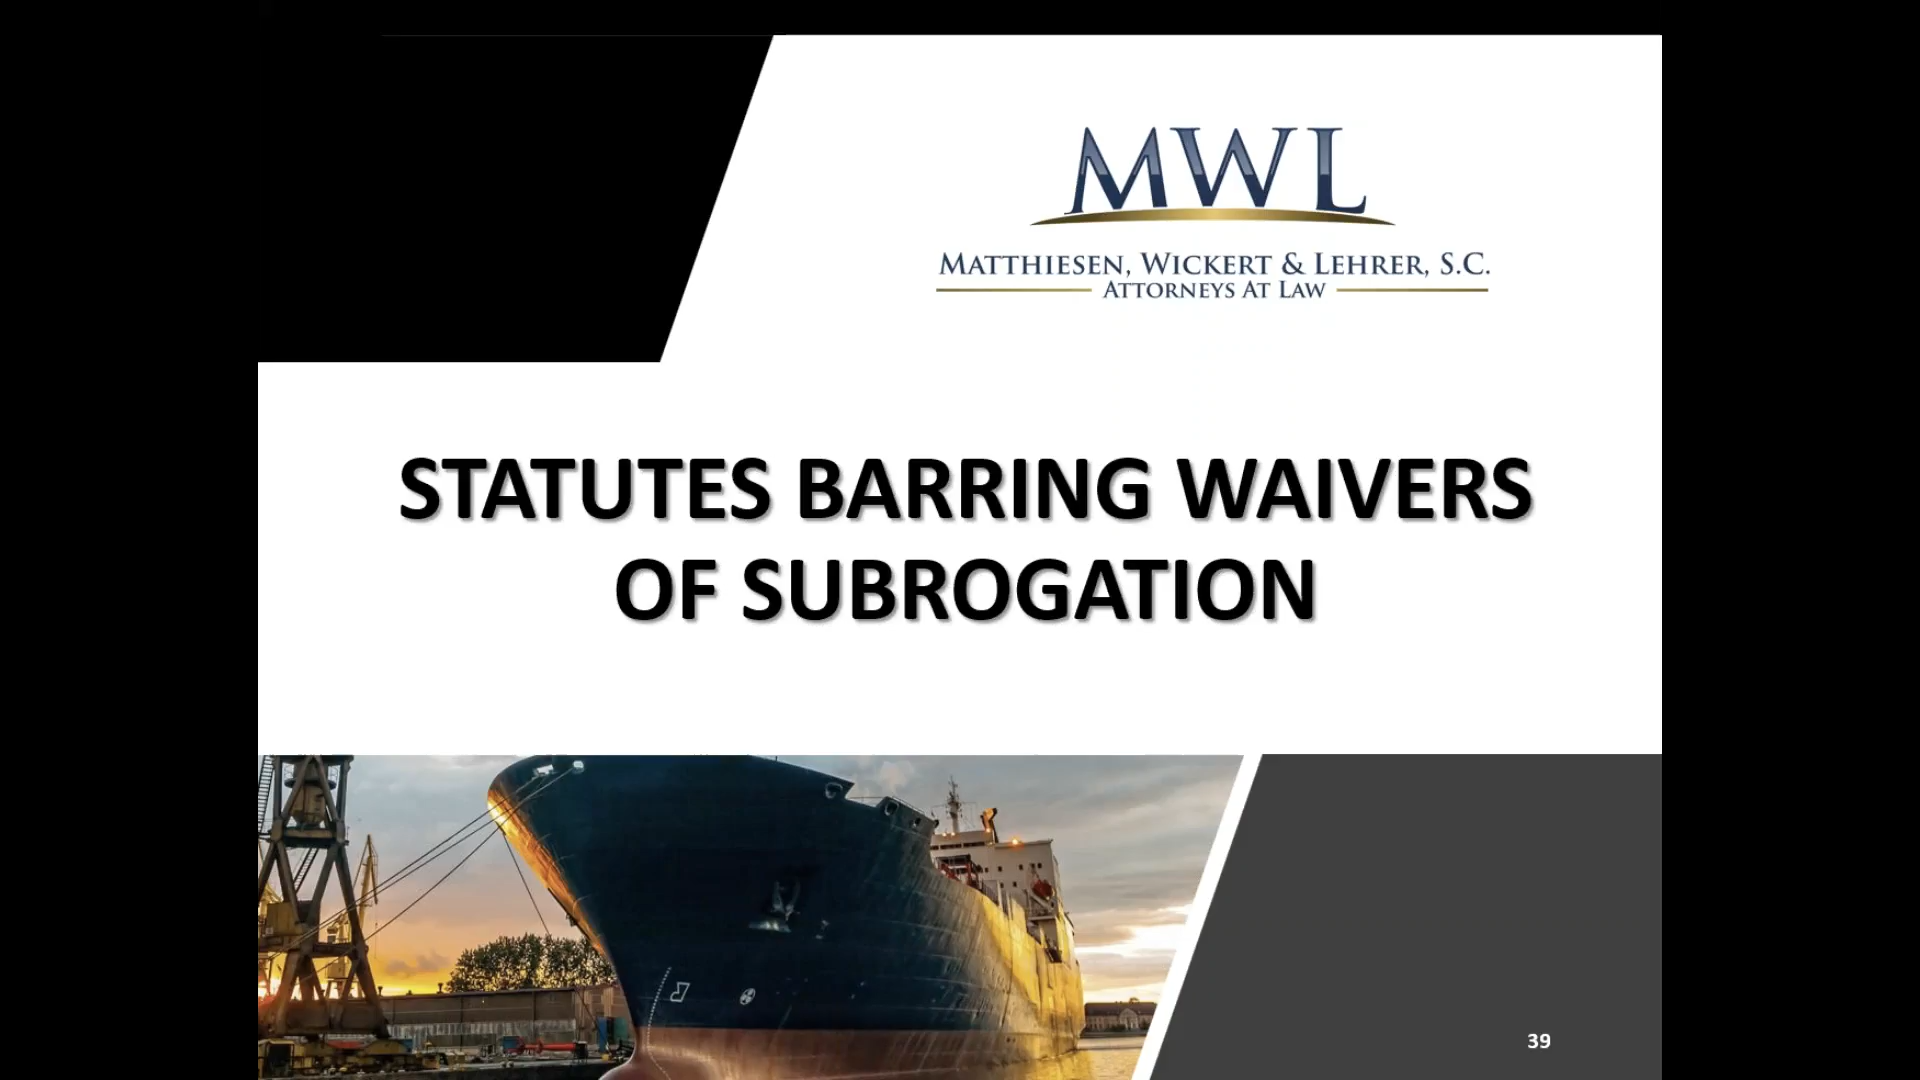 MWL
MATTHIESEN, WICKERT & LEHRER, S.C.
ATTORNEYS AT LAW
STATUTES BARRING WAIVERS
OF SUBROGATION
39